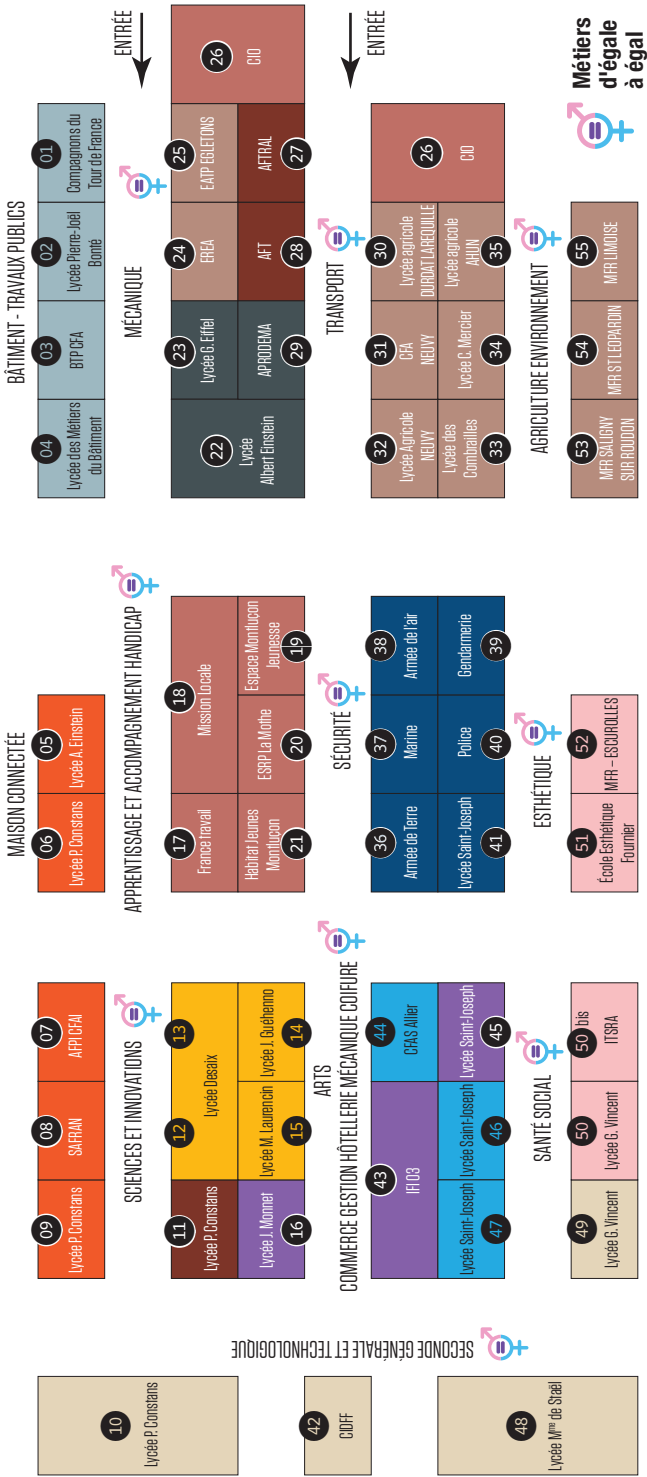 SECONDE GÉNÉRALE ET TECHNOLOGIQUE
10
Lycée P. Constans
42
CIDFF
48
Lycée Mme de Staël
09
Lycée P. Constans
08
SAFRAN
07
AFPI CFAI
SCIENCES ET INNOVATIONS
11
Lycée P. Constans
12
13
Lycée Desaix
Lycée J. Monnet
16
Lycée M. Laurencin
15
Lycée J. Guéhenno
14
ARTS
COMMERCE GESTION HÔTELLERIE MÉCANIQUE COIFURE
43
IFI 03
44
CFAS Allier
Lycée Saint-Joseph
47
Lycée Saint-Joseph
46
Lycée Saint-Joseph
45
SANTÉ SOCIAL
49
Lycée G. Vincent
50
Lycée G. Vincent
50 bis
ITSRA
MAISON CONNECTÉE
06
Lycée P. Constans
05
Lycée A. Einstein
APPRENTISSAGE ET ACCOMPAGNEMENT HANDICAP
17
France travail
18
Mission Locale
Habitat Jeunes
Montluçon
21
ESRP La Mothe
20
Espace Montluçon
Jeunesse
19
SÉCURITÉ
36
Armée de Terre
37
Marine
38
Armée de l'air
Lycée Saint-Joseph
41
Police
40
Gendarmerie
39
ESTHÉTIQUE
51
École Esthétique
Fournier
52
MFR – ESCUROLLES
BÂTIMENT - TRAVAUX PUBLICS
04
Lycée des Métiers
du Bâtiment
03
BTP CFA
02
Lycée Pierre-Joël
Bonté
01
Compagnons du
Tour de France
MÉCANIQUE
ENTRÉE
22
Lycée
Albert Einstein
23
Lycée G. Eiffel
24
EREA
25
EATP EGLETONS
26
CIO
APRODEMA
29
AFT
28
AFTRAL
27
TRANSPORT
ENTRÉE
32
Lycée Agricole
NEUVY
31
CFA
NEUVY
30
Lycée agricole
DURDAT LAREQUILLE
26
CIO
Lycée des
Combrailles
33
Lycée C. Mercier
34
Lycée agricole
AHUN
35
AGRICULTURE ENVIRONNEMENT
53
MFR SALIGNY
SUR ROUDON
54
MFR ST LEOPARDIN
55
MFR LIMOISE
Métiers
d'égale
à égal